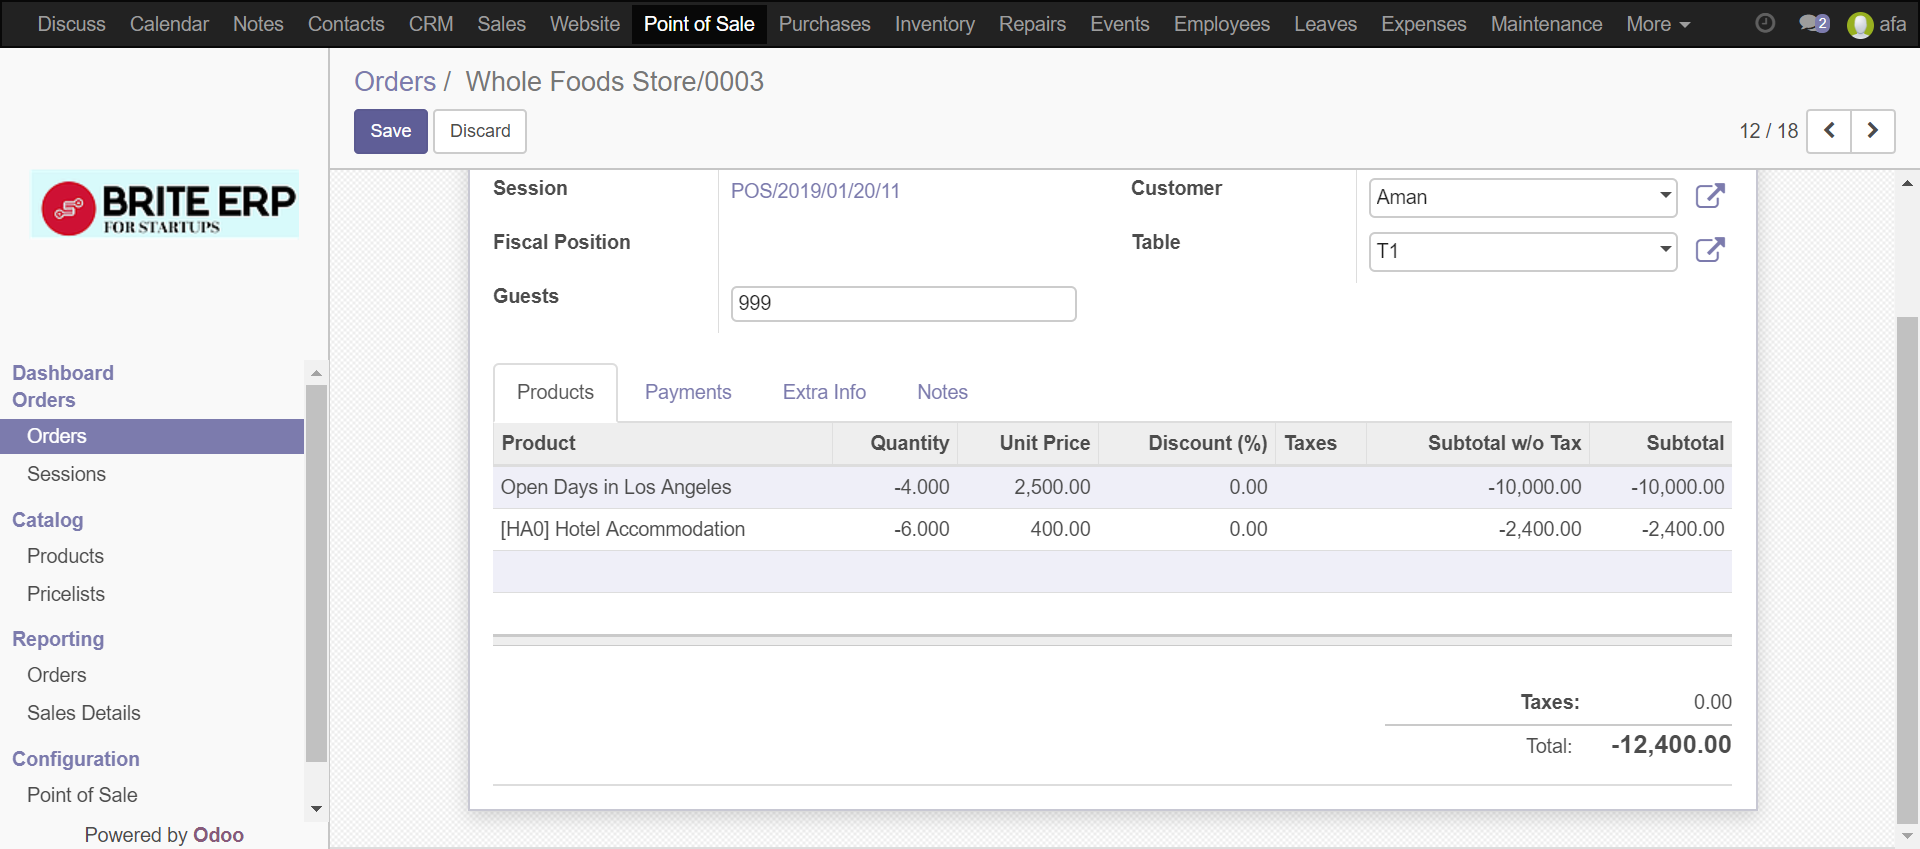 Discuss Calendar Notes Contacts CRM Sales Website Point of Sale Purchases Inventory Repairs Events Employees Leaves Expenses Maintenance More 2 afa
Orders / Whole Foods Store/0003
Save Discard
12 / 18
BRITE ERP
FOR STARTUPS
Dashboard
Orders
Orders
Sessions
Catalog
Products
Pricelists
Reporting
Orders
Sales Details
Configuration
Point of Sale
Powered by Odoo
Session POS/2019/01/20/11 Customer Aman
Fiscal Position Table T1
Guests 999
Products Payments Extra Info Notes
Product Quantity Unit Price Discount (%) Taxes Subtotal w/o Tax Subtotal
Open Days in Los Angeles -4.000 2,500.00 0.00 -10,000.00 -10,000.00
[HA0] Hotel Accommodation -6.000 400.00 0.00 -2,400.00 -2,400.00
Taxes: 0.00
Total: -12,400.00